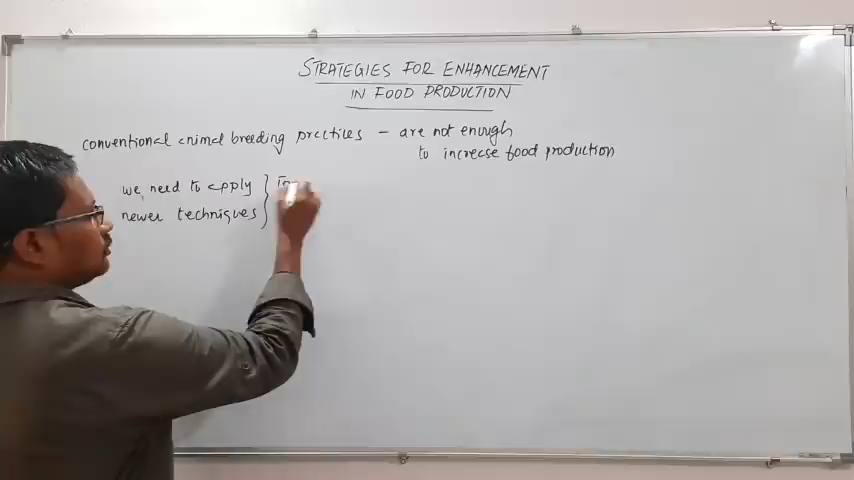 STRATEGIES FOR ENHANCEMENT
IN FOOD PRODUCTION
conventional animal breeding practices – are not enough
to increase food production
we need to apply
newer techniques